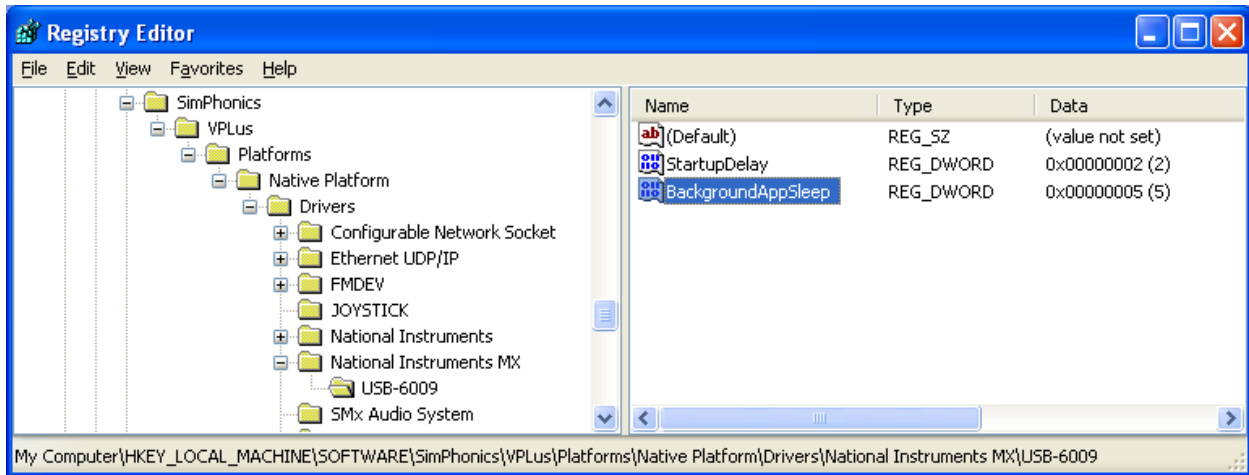 Registry Editor
File Edit View Favorites Help
SimPhonics
VPLus
Platforms
Native Platform
Drivers
Configurable Network Socket
Ethernet UDP/IP
FMDEV
JOYSTICK
National Instruments
National Instruments MX
USB-6009
SMx Audio System
Name Type Data
(Default) REG_SZ (value not set)
StartupDelay REG_DWORD 0x00000002 (2)
BackgroundAppSleep REG_DWORD 0x00000005 (5)
My Computer\HKEY_LOCAL_MACHINE\SOFTWARE\SimPhonics\VPLus\Platforms\Native Platform\Drivers\National Instruments MX\USB-6009